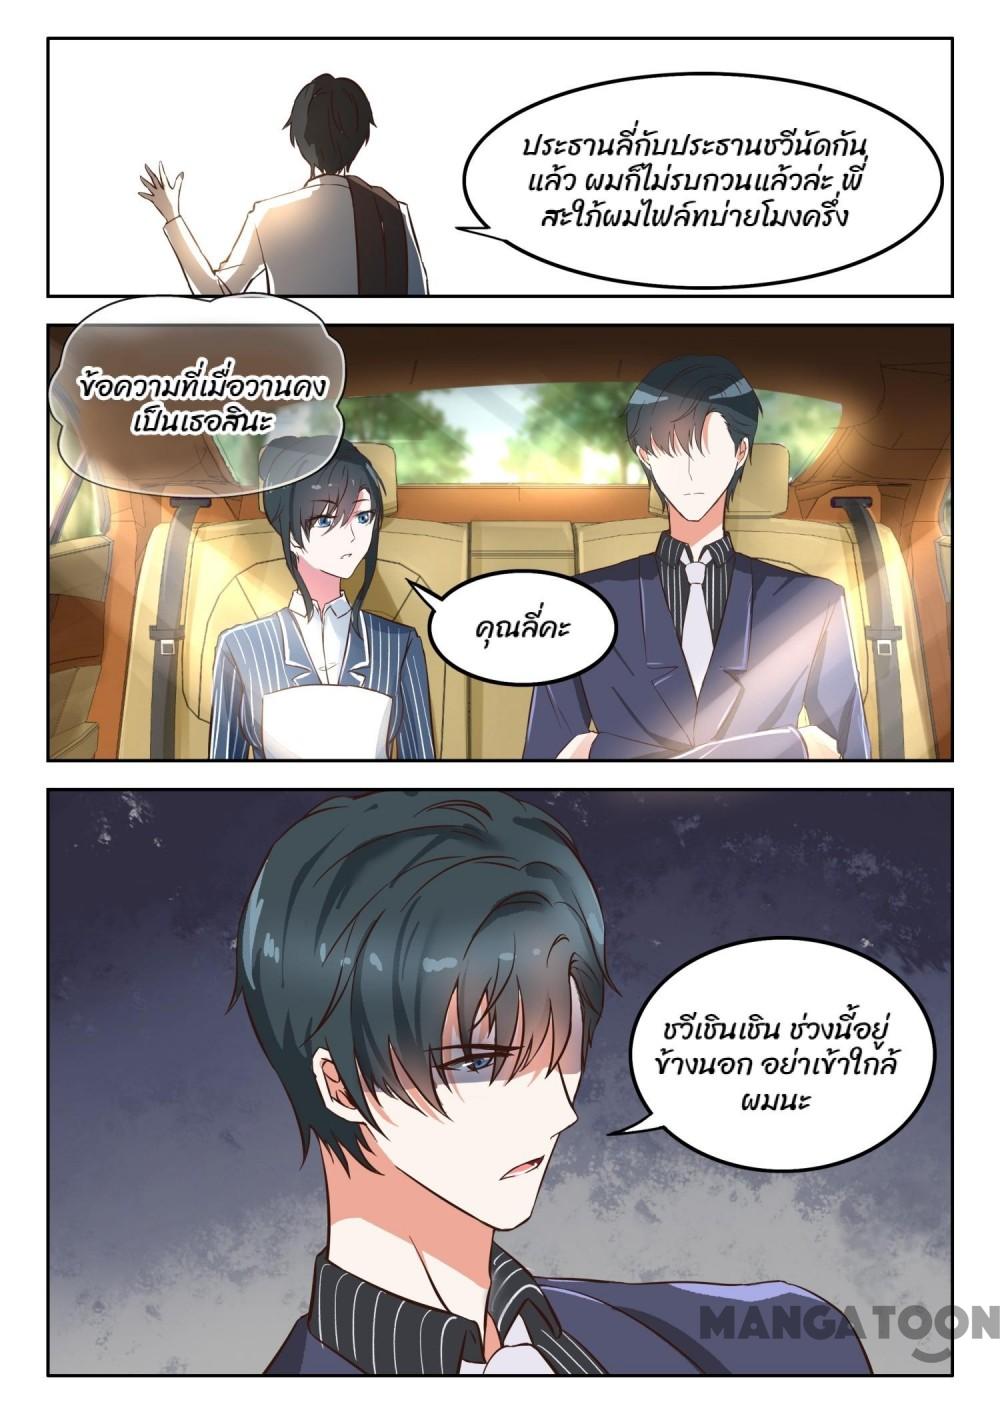 ประธานลี่กับประธานชวีนัดกัน
แล้ว ผมก็ไม่รบกวนแล้วล่ะ พี่
สะใภ้ผมไฟล์ทบ่ายโมงครึ่ง
ข้อความที่เมื่อวานคง
เป็นเธอสินะ
คุณลี่คะ
ชวีเชินเชิน ช่วงนี้อยู่
ข้างนอก อย่าเข้าใกล้
ผมนะ
MANGATOON